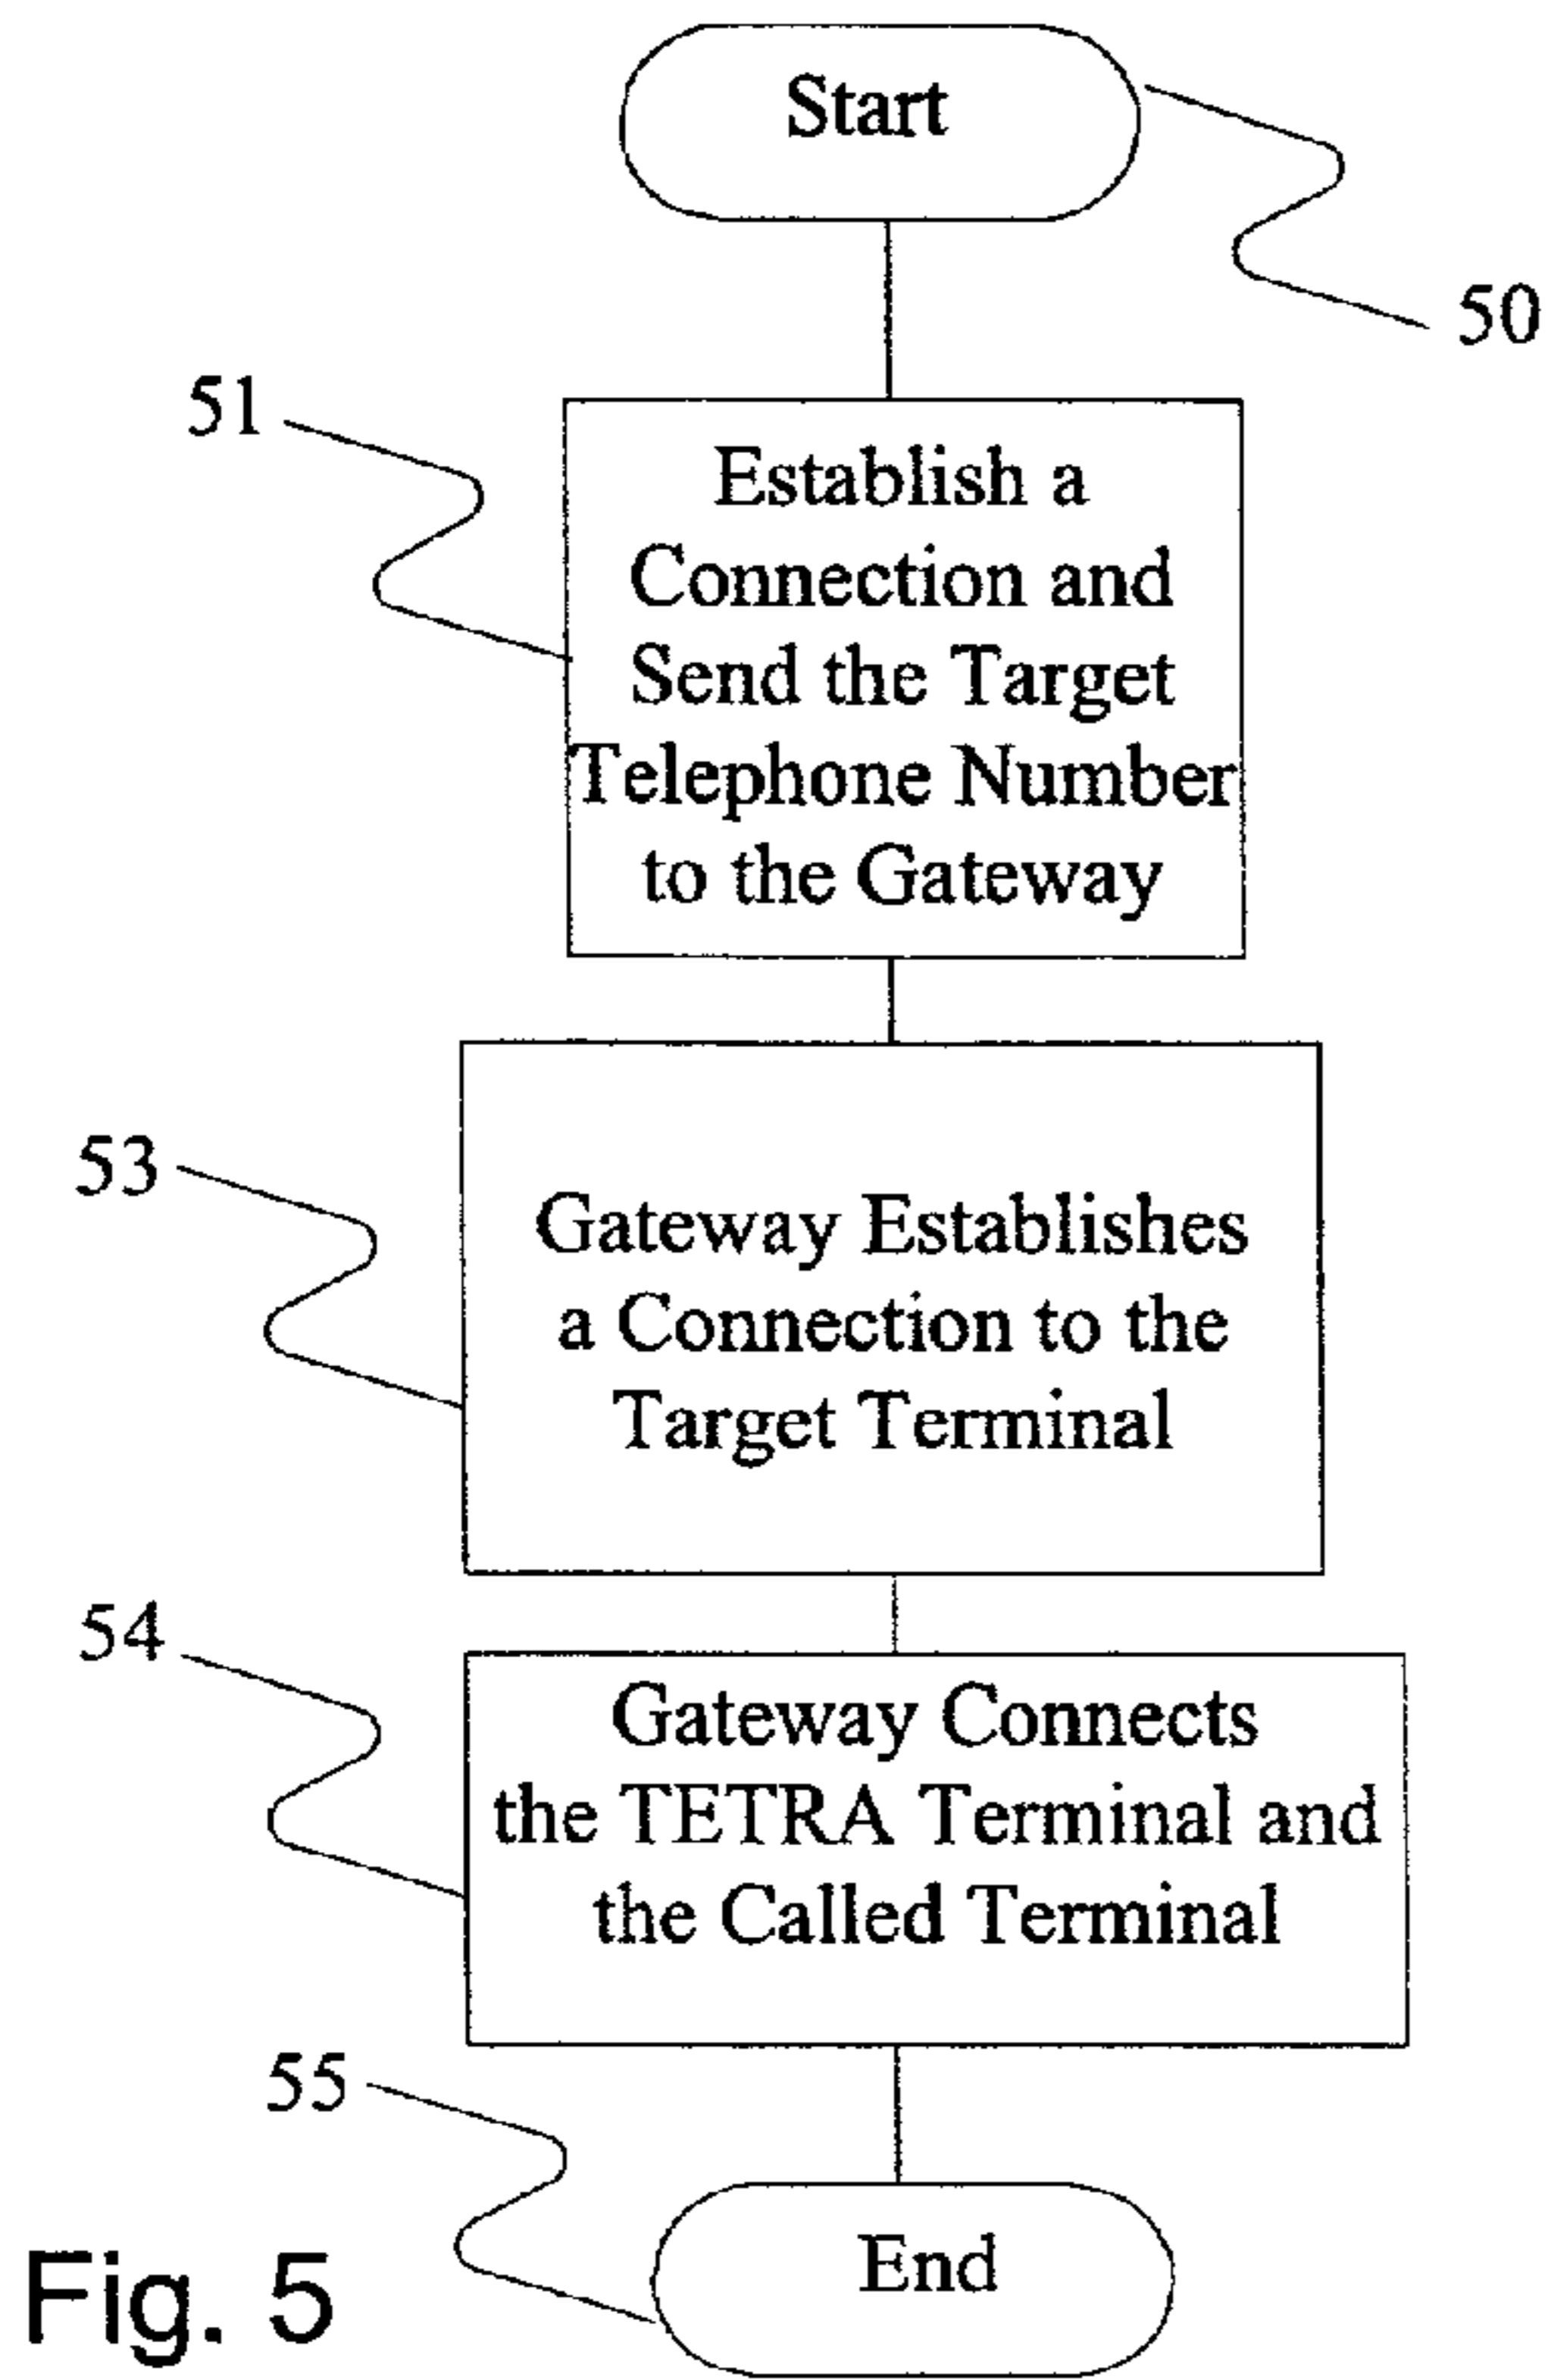 Start
50
51
Establish a
Connection and
Send the Target
Telephone Number
to the Gateway
53
Gateway Establishes
a Connection to the
Target Terminal
54
Gateway Connects
the TETRA Terminal and
the Called Terminal
55
End
Fig. 5